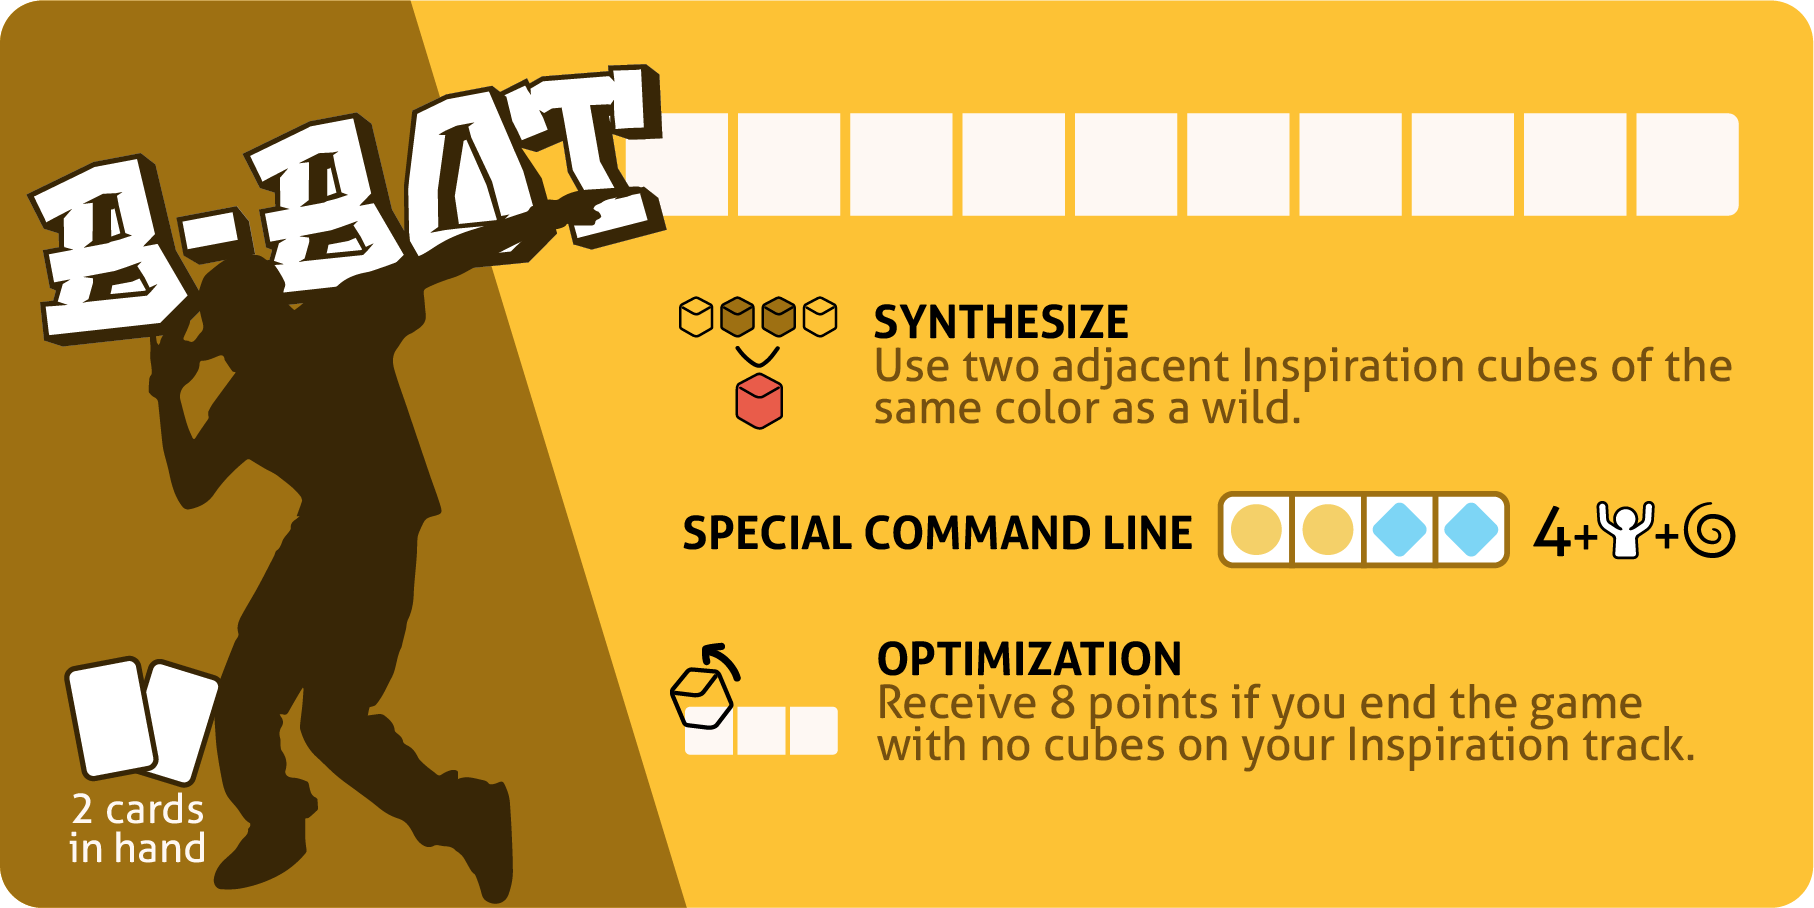 B-BOT
SYNTHESIZE
Use two adjacent Inspiration cubes of the
same color as a wild.
SPECIAL COMMAND LINE 4+ +
OPTIMIZATION
Receive 8 points if you end the game
with no cubes on your Inspiration track.
2 cards
in hand